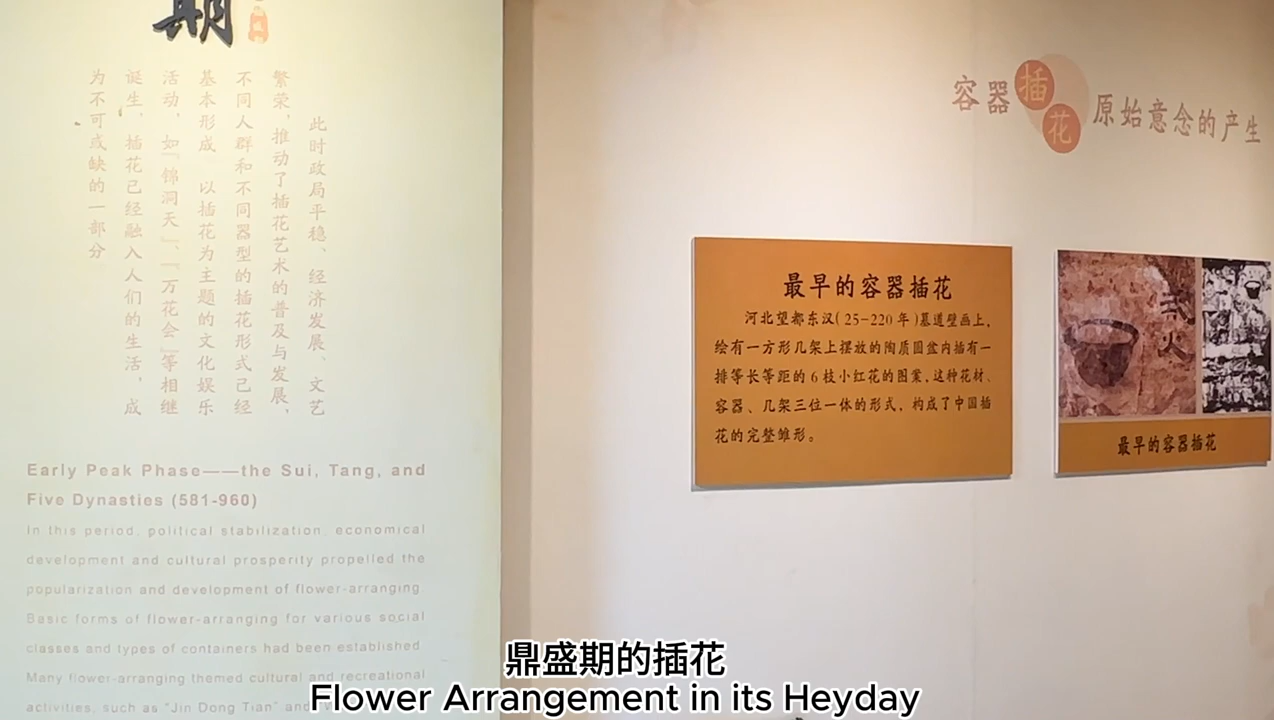 期
此时政局平稳、经济发展、文艺
繁荣,推动了插花艺术的普及与发展,
不同人群和不同器型的插花形式已经
基本形成 以插花为主题的文化娱乐
活动,如『锦洞天』、『万花会』等相继
诞生,插花已经融入人们的生活,成
为不可或缺的一部分
Early Peak Phase——the Sui, Tang, and
Five Dynasties (581-960)
In this period, political stabilization, economical
development and cultural prosperity propelled the
popularization and development of flower-arranging
Basic forms of flower-arranging for various social
classes and types of containers had been established
Many flower-arranging themed cultural and recreational
activities, such as "Jin Dong Tian" and
容器插花原始意念的产生
最早的容器插花
河北望都东汉(25-220年)墓道壁画上,
绘有一方形几架上摆放的陶质圆盆内插有一
排等长等距的6枝小红花的图案,这种花材、
容器、几架三位一体的形式,构成了中国插
花的完整雏形。
火
最早的容器插花
鼎盛期的插花
Flower Arrangement in its Heyday